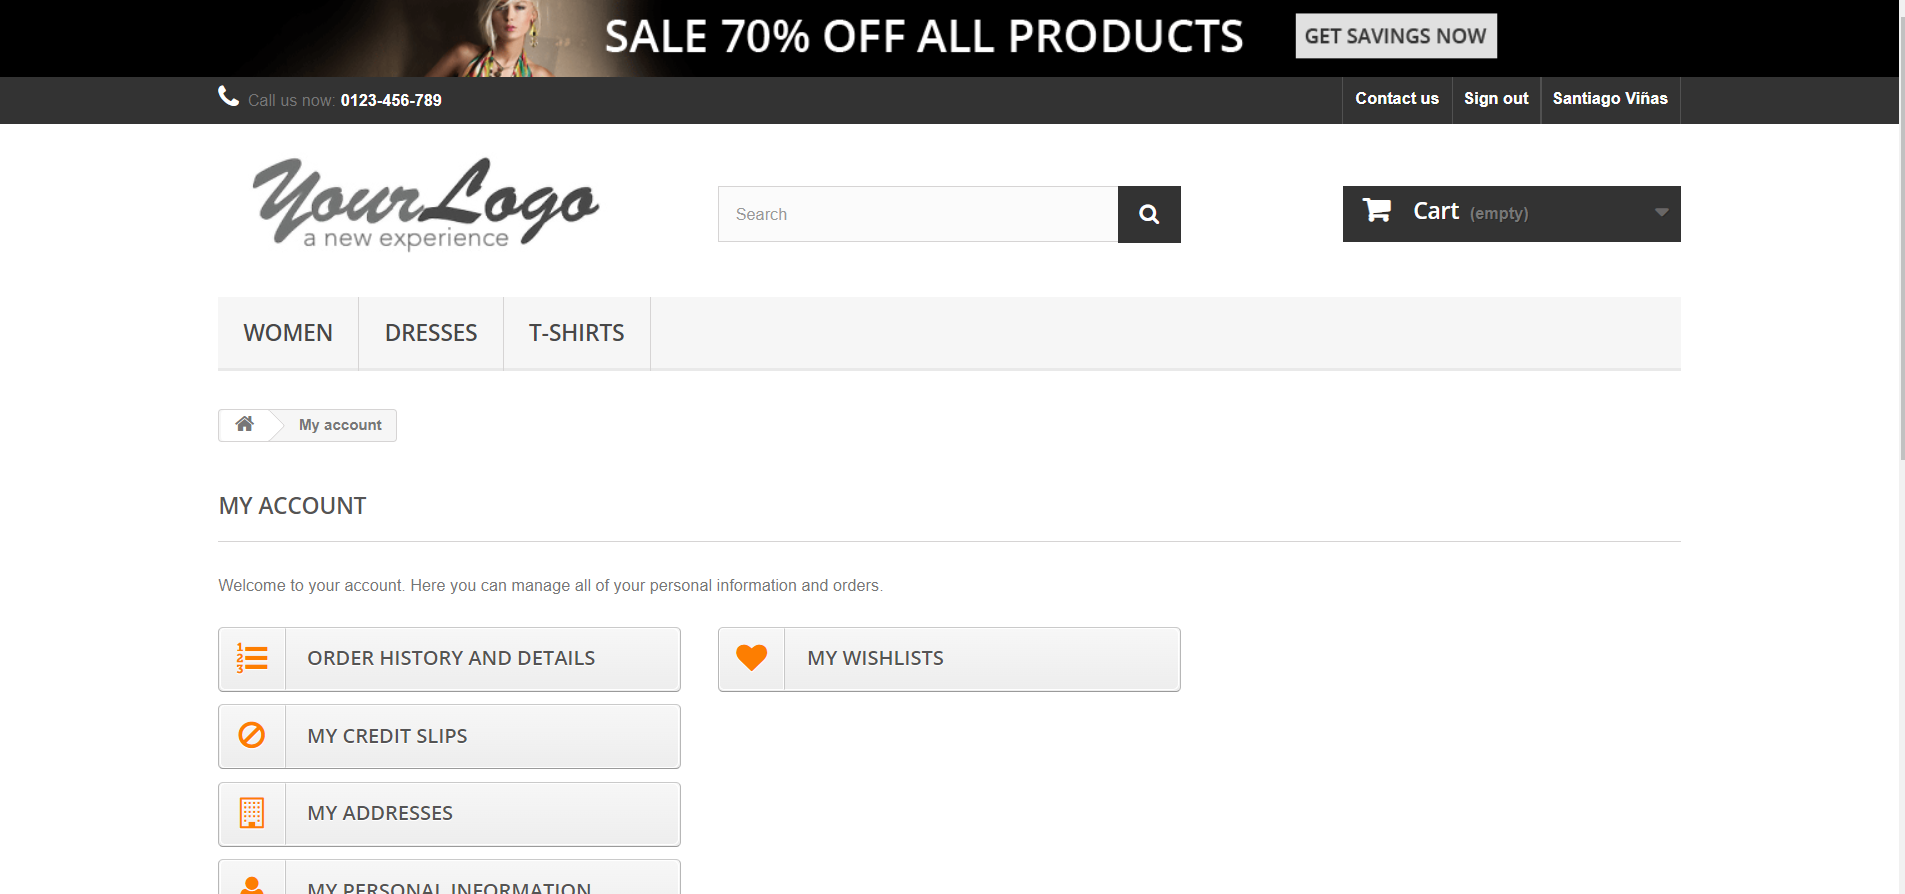 SALE 70% OFF ALL PRODUCTS
GET SAVINGS NOW
Call us now: 0123-456-789
Contact us
Sign out
Santiago Viñas
YourLogo
a new experience
Search
Cart (empty)
WOMEN
DRESSES
T-SHIRTS
My account
MY ACCOUNT
Welcome to your account. Here you can manage all of your personal information and orders.
ORDER HISTORY AND DETAILS
MY WISHLISTS
MY CREDIT SLIPS
MY ADDRESSES
MY PERSONAL INFORMATION